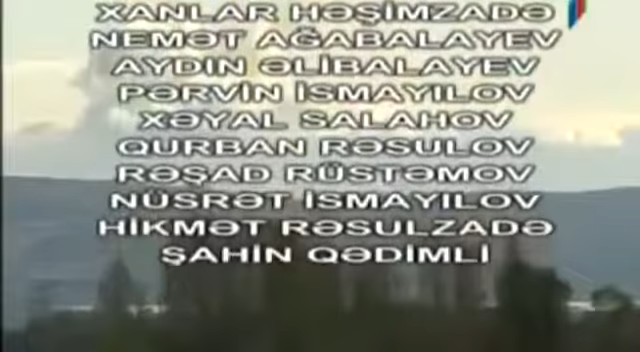 XANLAR HƏŞİMZADƏ
NEMƏT AĞABALAYEV
AYDIN ƏLİBALAYEV
PƏRVİN İSMAYILOV
XƏYAL SALAHOV
QURBAN RƏSULOV
RƏŞAD RÜSTƏMOV
NÜSRƏT İSMAYILOV
HİKMƏT RƏSULZADƏ
ŞAHİN QƏDİMLİ